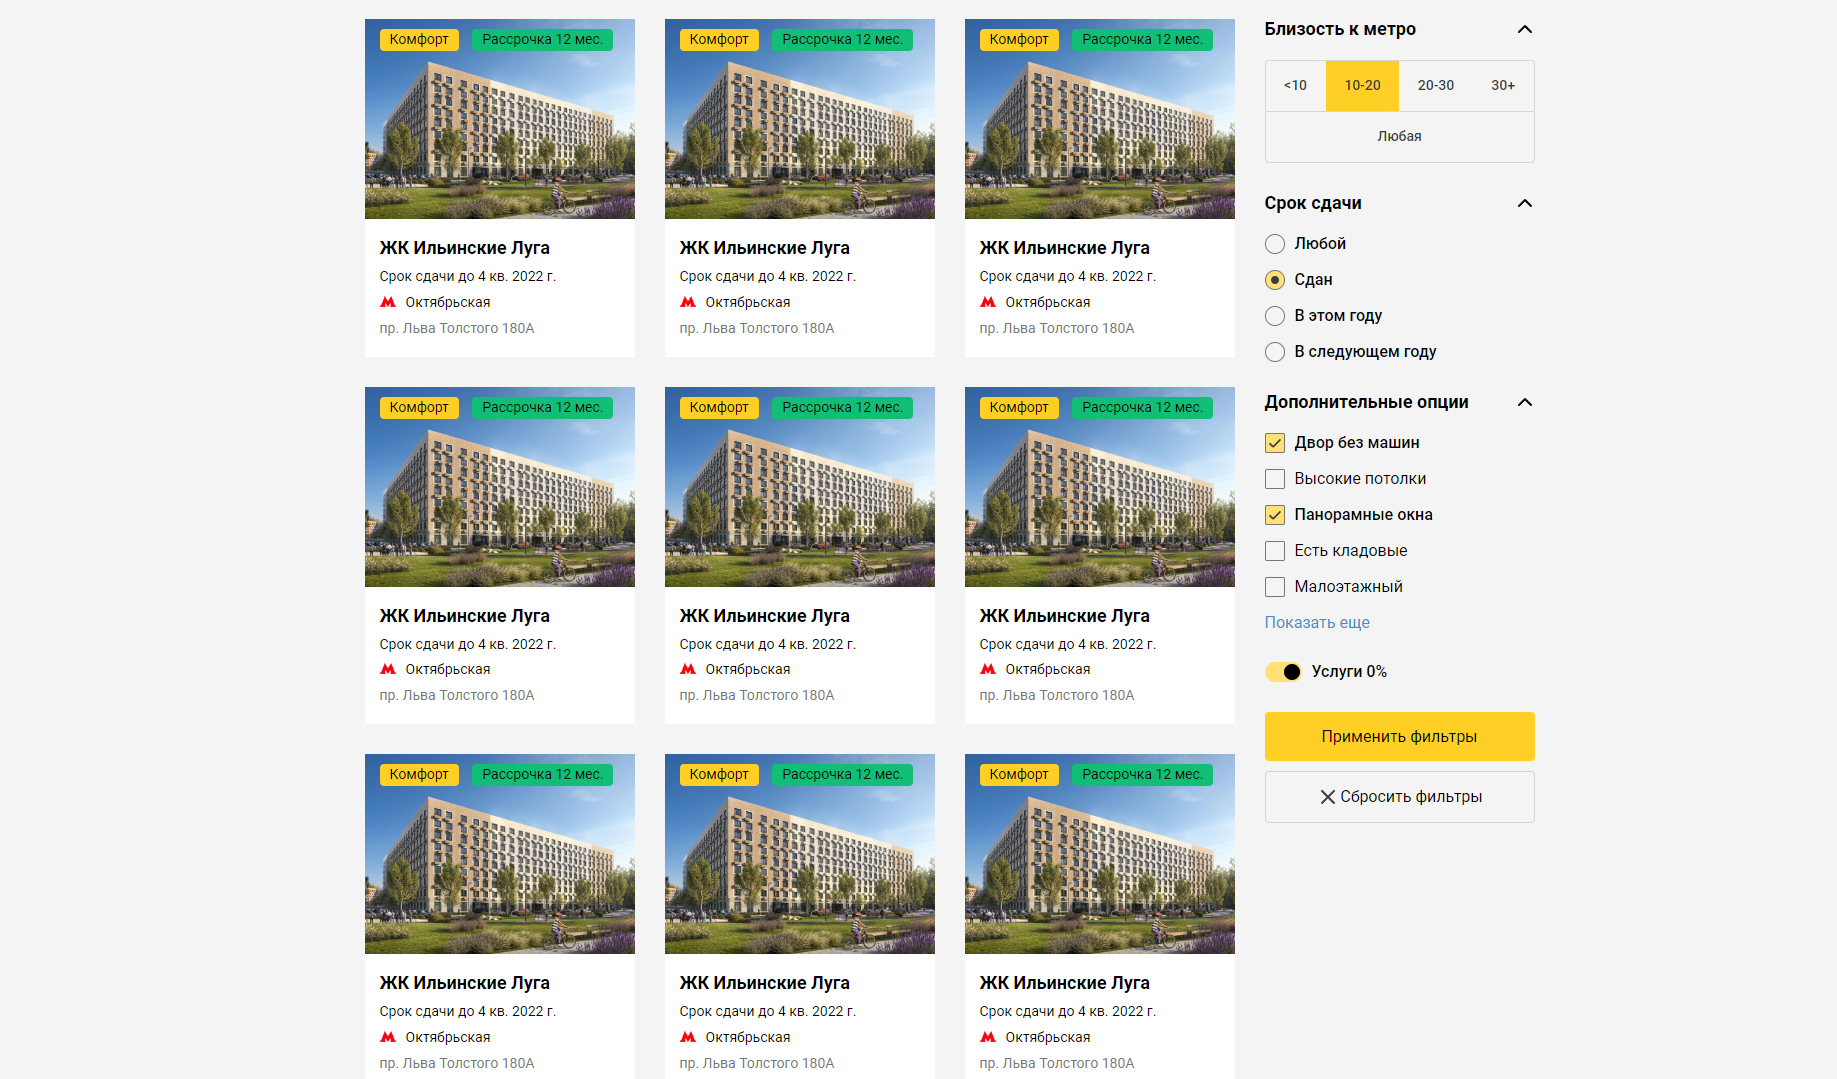 Комфорт Рассрочка 12 мес.
ЖК Ильинские Луга
Срок сдачи до 4 кв. 2022 г.
Октябрьская
пр. Льва Толстого 180А
Комфорт Рассрочка 12 мес.
ЖК Ильинские Луга
Срок сдачи до 4 кв. 2022 г.
Октябрьская
пр. Льва Толстого 180А
Комфорт Рассрочка 12 мес.
ЖК Ильинские Луга
Срок сдачи до 4 кв. 2022 г.
Октябрьская
пр. Льва Толстого 180А
Комфорт Рассрочка 12 мес.
ЖК Ильинские Луга
Срок сдачи до 4 кв. 2022 г.
Октябрьская
пр. Льва Толстого 180А
Комфорт Рассрочка 12 мес.
ЖК Ильинские Луга
Срок сдачи до 4 кв. 2022 г.
Октябрьская
пр. Льва Толстого 180А
Комфорт Рассрочка 12 мес.
ЖК Ильинские Луга
Срок сдачи до 4 кв. 2022 г.
Октябрьская
пр. Льва Толстого 180А
Комфорт Рассрочка 12 мес.
ЖК Ильинские Луга
Срок сдачи до 4 кв. 2022 г.
Октябрьская
пр. Льва Толстого 180А
Комфорт Рассрочка 12 мес.
ЖК Ильинские Луга
Срок сдачи до 4 кв. 2022 г.
Октябрьская
пр. Льва Толстого 180А
Комфорт Рассрочка 12 мес.
ЖК Ильинские Луга
Срок сдачи до 4 кв. 2022 г.
Октябрьская
пр. Льва Толстого 180А
Близость к метро
<10 10-20 20-30 30+
Любая
Срок сдачи
Любой
Сдан
В этом году
В следующем году
Дополнительные опции
Двор без машин
Высокие потолки
Панорамные окна
Есть кладовые
Малоэтажный
Показать еще
Услуги 0%
Применить фильтры
Сбросить фильтры